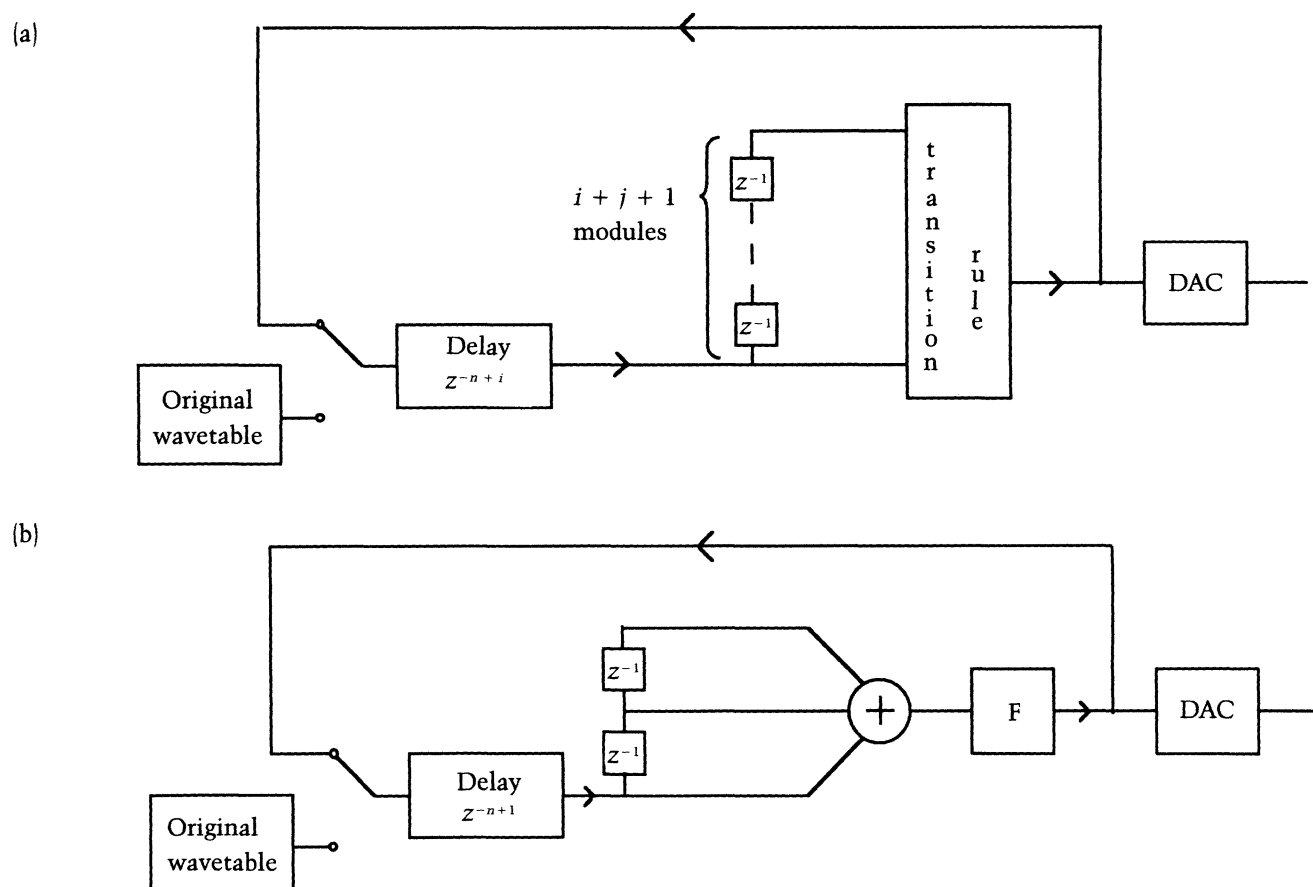 (a)
z⁻¹
i + j + 1
modules
z⁻¹
transition
rule
DAC
Delay
z⁻ⁿ⁺ⁱ
Original
wavetable
(b)
z⁻¹
z⁻¹
+
F
DAC
Delay
z⁻ⁿ⁺¹
Original
wavetable